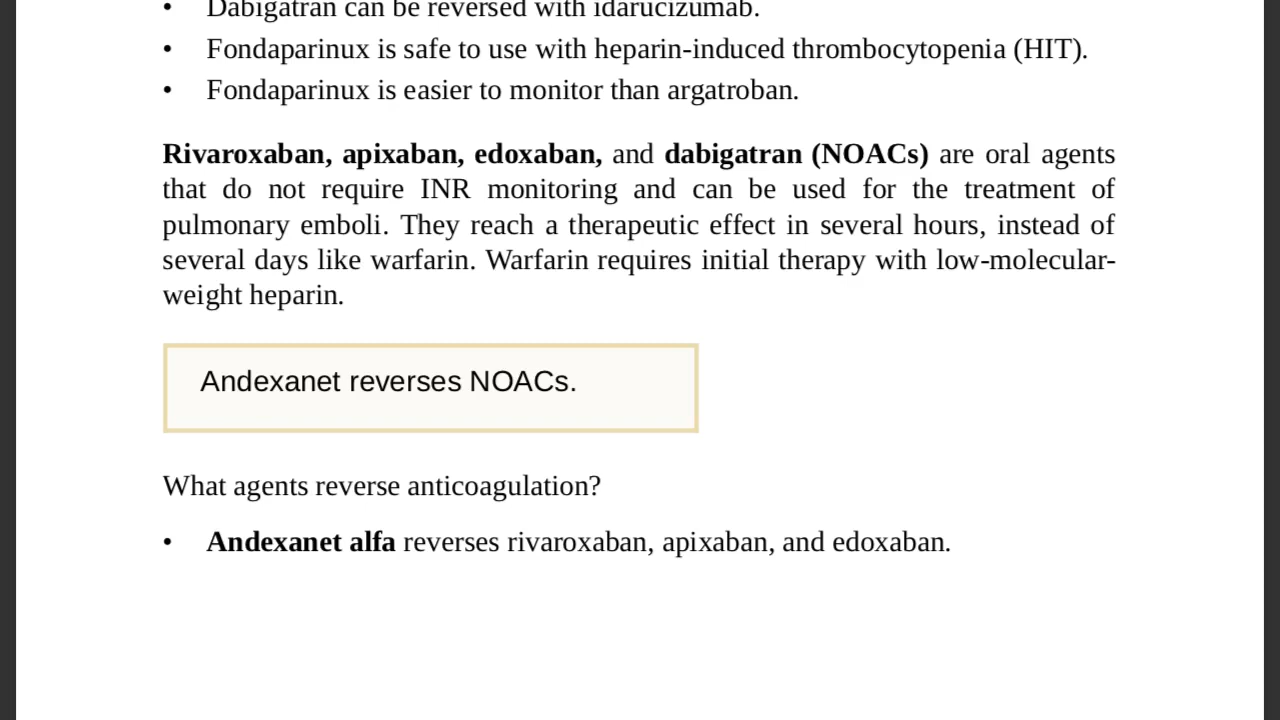 • Dabigatran can be reversed with idarucizumab.
• Fondaparinux is safe to use with heparin-induced thrombocytopenia (HIT).
• Fondaparinux is easier to monitor than argatroban.
Rivaroxaban, apixaban, edoxaban, and dabigatran (NOACs) are oral agents
that do not require INR monitoring and can be used for the treatment of
pulmonary emboli. They reach a therapeutic effect in several hours, instead of
several days like warfarin. Warfarin requires initial therapy with low-molecular-
weight heparin.
Andexanet reverses NOACs.
What agents reverse anticoagulation?
• Andexanet alfa reverses rivaroxaban, apixaban, and edoxaban.